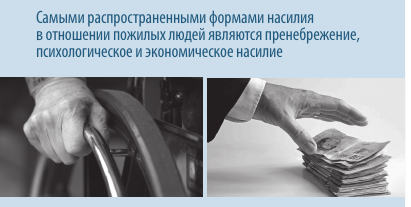 Самыми распространенными формами насилия
в отношении пожилых людей являются пренебрежение,
психологическое и экономическое насилие